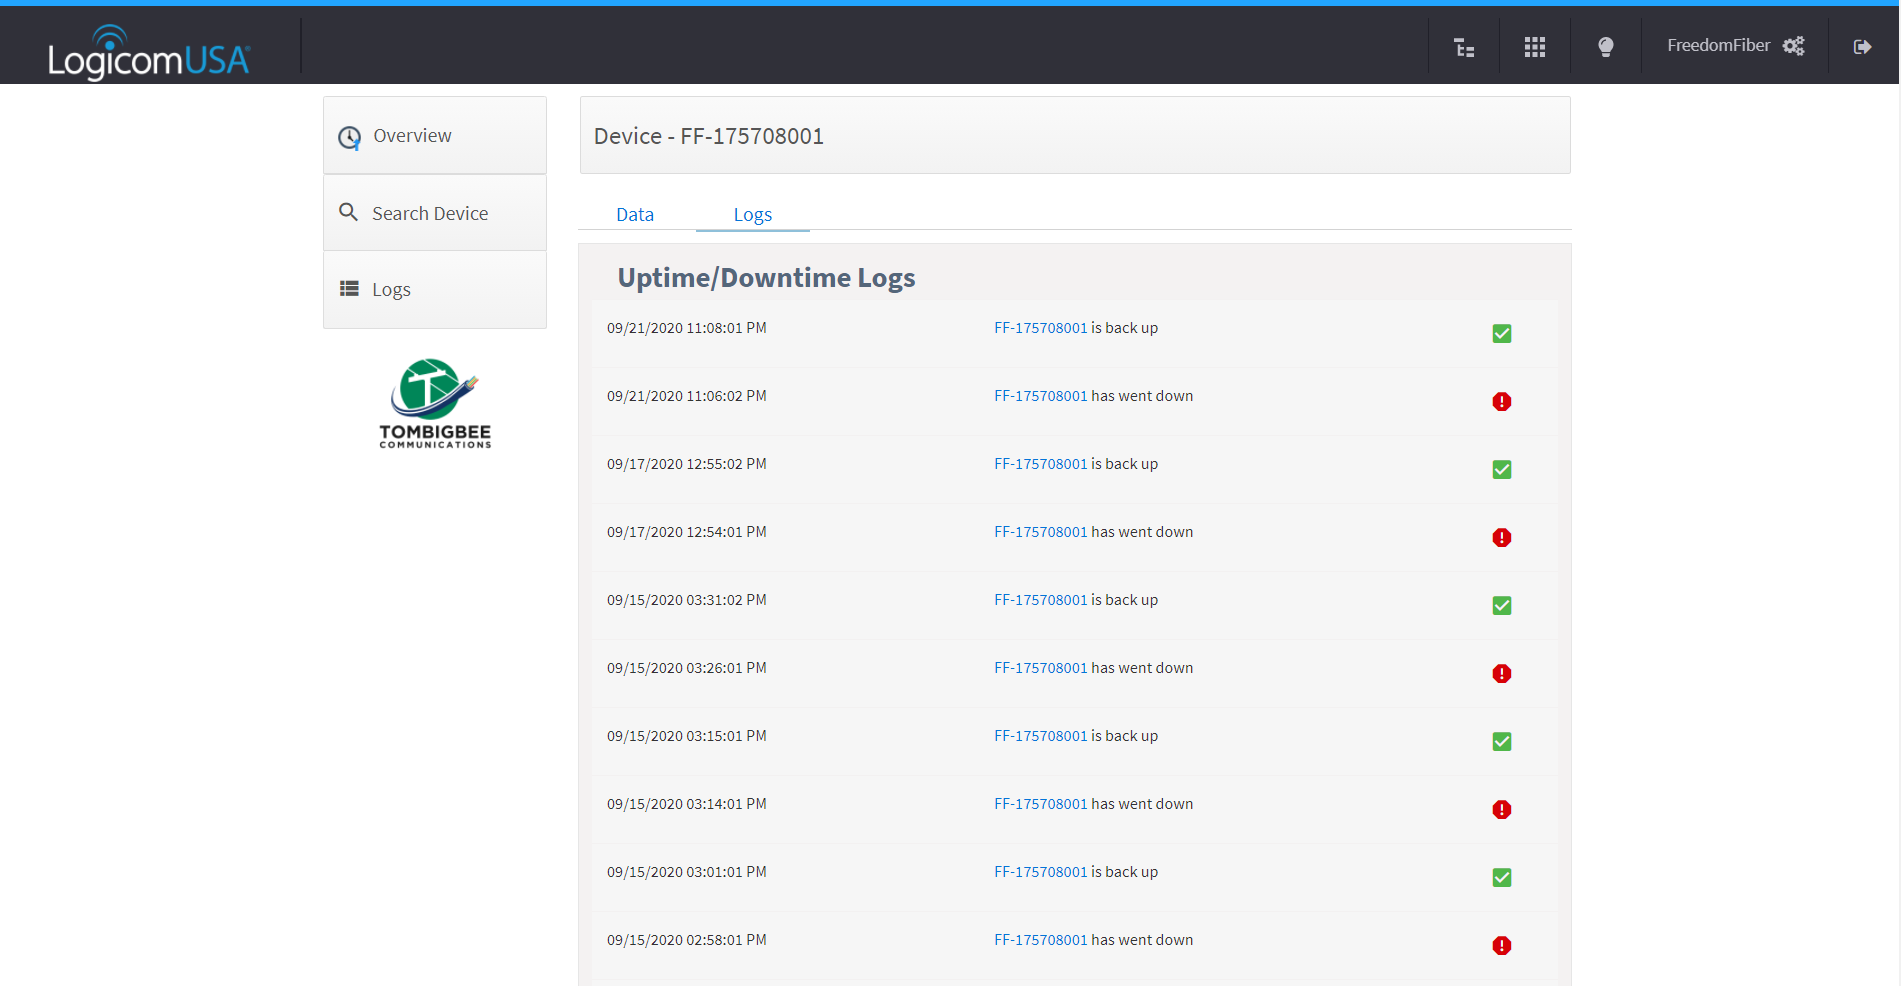 LogicomUSA
FreedomFiber
Overview
Search Device
Logs
TOMBIGBEE
COMMUNICATIONS
Device - FF-175708001
Data Logs
Uptime/Downtime Logs
09/21/2020 11:08:01 PM FF-175708001 is back up
09/21/2020 11:06:02 PM FF-175708001 has went down
09/17/2020 12:55:02 PM FF-175708001 is back up
09/17/2020 12:54:01 PM FF-175708001 has went down
09/15/2020 03:31:02 PM FF-175708001 is back up
09/15/2020 03:26:01 PM FF-175708001 has went down
09/15/2020 03:15:01 PM FF-175708001 is back up
09/15/2020 03:14:01 PM FF-175708001 has went down
09/15/2020 03:01:01 PM FF-175708001 is back up
09/15/2020 02:58:01 PM FF-175708001 has went down